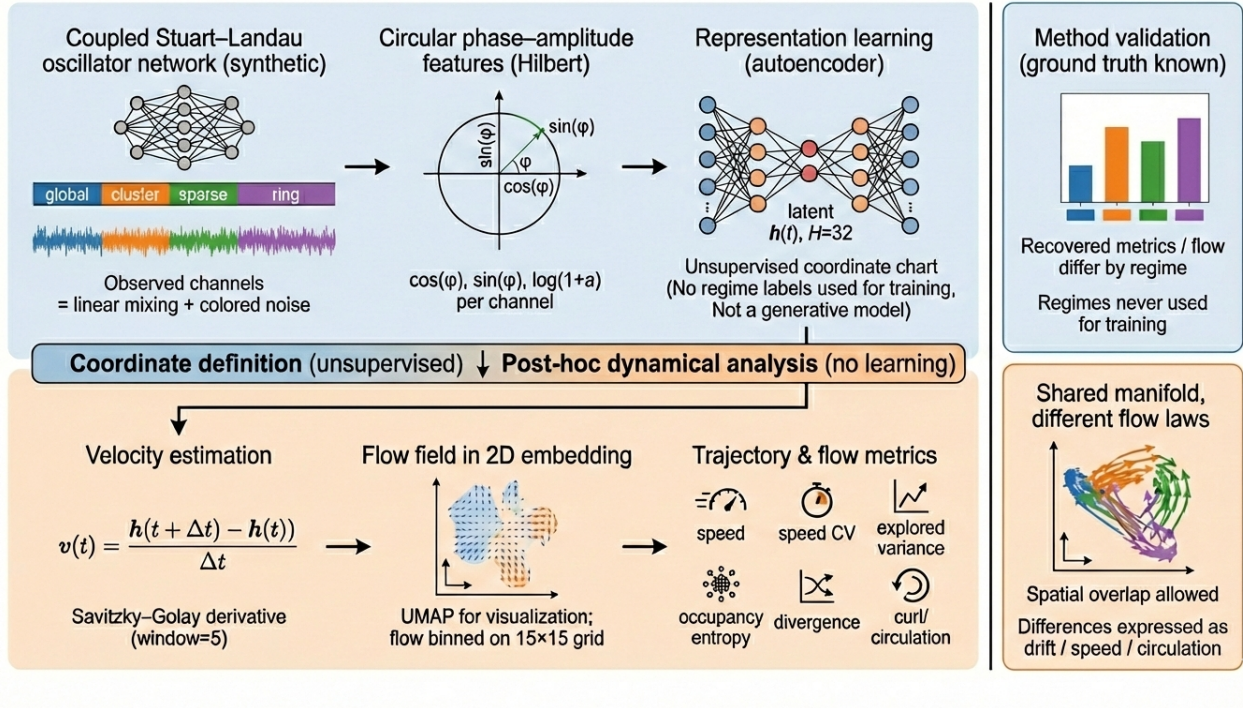 Coupled Stuart–Landau
oscillator network (synthetic)
global
cluster
sparse
ring
Observed channels
= linear mixing + colored noise
Circular phase–amplitude
features (Hilbert)
sin(φ)
sin(φ)
φ
cos(φ)
cos(φ), sin(φ), log(1+a)
per channel
Representation learning
(autoencoder)
latent
h(t), H=32
Unsupervised coordinate chart
(No regime labels used for training,
Not a generative model)
Coordinate definition (unsupervised) ↓ Post-hoc dynamical analysis (no learning)
Velocity estimation
v(t) = h(t + Δt) − h(t)) / Δt
Savitzky–Golay derivative
(window=5)
Flow field in 2D embedding
UMAP for visualization;
flow binned on 15×15 grid
Trajectory & flow metrics
speed
speed CV
explored
variance
occupancy
entropy
divergence
curl/
circulation
Method validation
(ground truth known)
Recovered metrics / flow
differ by regime
Regimes never used
for training
Shared manifold,
different flow laws
Spatial overlap allowed
Differences expressed as
drift / speed / circulation